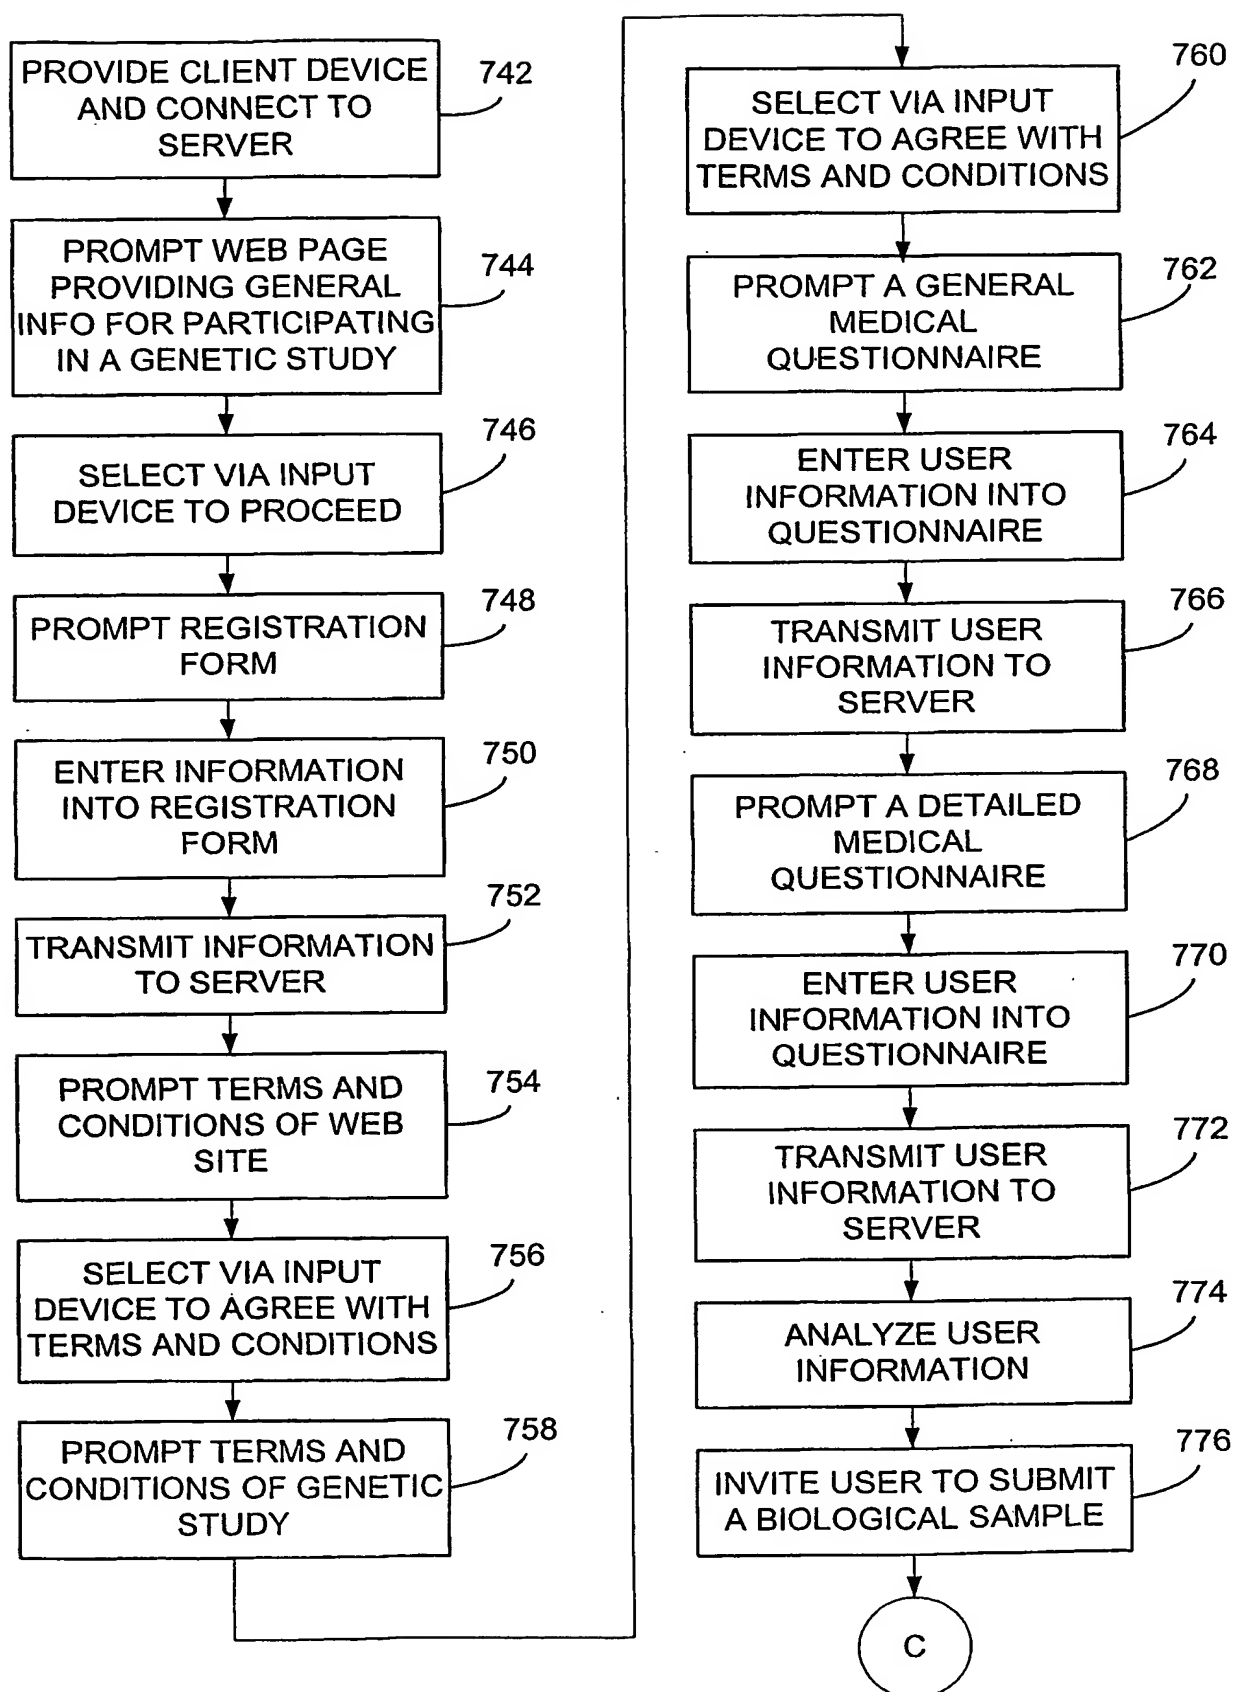 PROVIDE CLIENT DEVICE
AND CONNECT TO
SERVER
742
PROMPT WEB PAGE
PROVIDING GENERAL
INFO FOR PARTICIPATING
IN A GENETIC STUDY
744
SELECT VIA INPUT
DEVICE TO PROCEED
746
PROMPT REGISTRATION
FORM
748
ENTER INFORMATION
INTO REGISTRATION
FORM
750
TRANSMIT INFORMATION
TO SERVER
752
PROMPT TERMS AND
CONDITIONS OF WEB
SITE
754
SELECT VIA INPUT
DEVICE TO AGREE WITH
TERMS AND CONDITIONS
756
PROMPT TERMS AND
CONDITIONS OF GENETIC
STUDY
758
SELECT VIA INPUT
DEVICE TO AGREE WITH
TERMS AND CONDITIONS
760
PROMPT A GENERAL
MEDICAL
QUESTIONNAIRE
762
ENTER USER
INFORMATION INTO
QUESTIONNAIRE
764
TRANSMIT USER
INFORMATION TO
SERVER
766
PROMPT A DETAILED
MEDICAL
QUESTIONNAIRE
768
ENTER USER
INFORMATION INTO
QUESTIONNAIRE
770
TRANSMIT USER
INFORMATION TO
SERVER
772
ANALYZE USER
INFORMATION
774
INVITE USER TO SUBMIT
A BIOLOGICAL SAMPLE
776
C